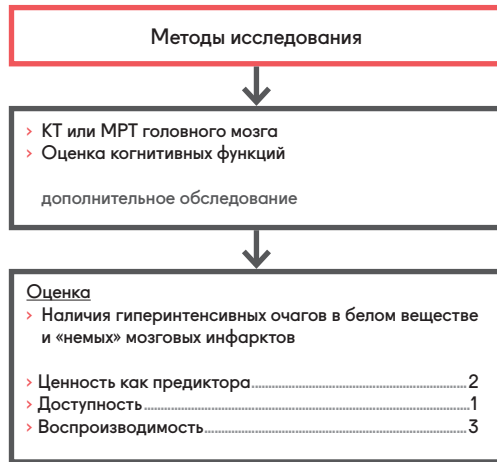 Методы исследования
› КТ или МРТ головного мозга
› Оценка когнитивных функций
дополнительное обследование
Оценка
› Наличия гиперинтенсивных очагов в белом веществе
и «немых» мозговых инфарктов
› Ценность как предиктора........................................................2
› Доступность..............................................................................1
› Воспроизводимость..................................................................3